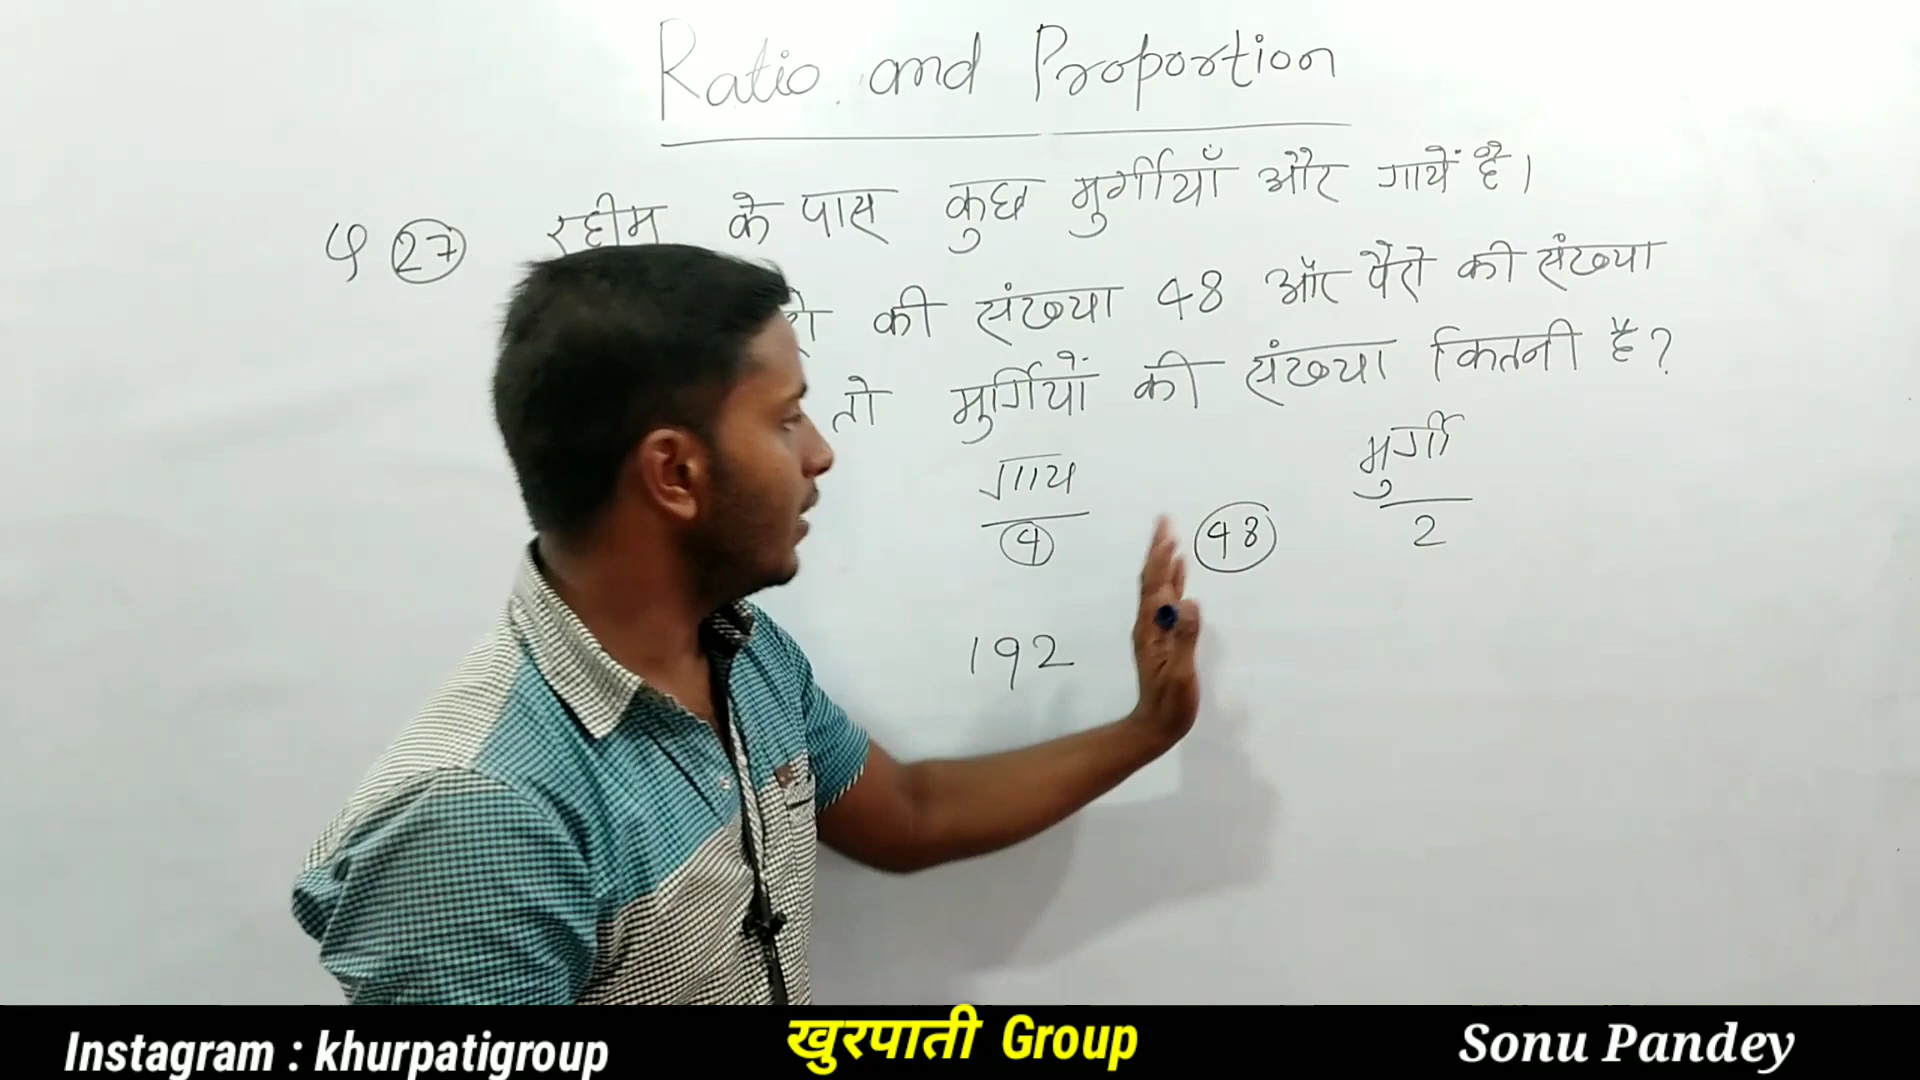 Ratio and Proportion
Q 27 रहीम के पास कुछ मुर्गीयाँ और गायें है।
की संख्या 48 और पैरो की संख्या
तो मुर्गियों की संख्या कितनी है?
गाय मुर्गी
4 48 2
192
Instagram : khurpatigroup खुरपाती Group Sonu Pandey